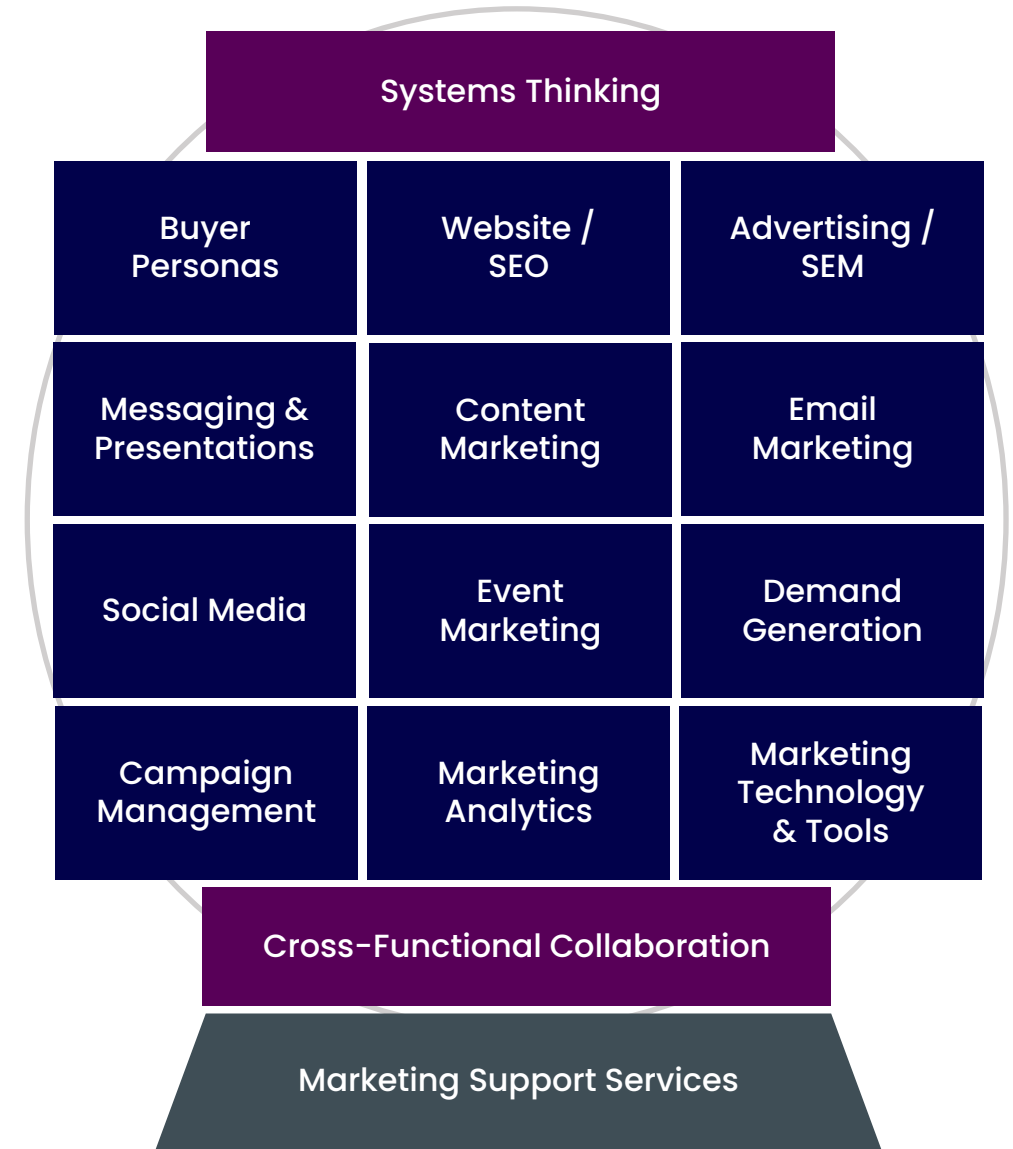 Systems Thinking
Buyer
Personas
Website /
SEO
Advertising /
SEM
Messaging &
Presentations
Content
Marketing
Email
Marketing
Social Media
Event
Marketing
Demand
Generation
Campaign
Management
Marketing
Analytics
Marketing
Technology
& Tools
Cross-Functional Collaboration
Marketing Support Services